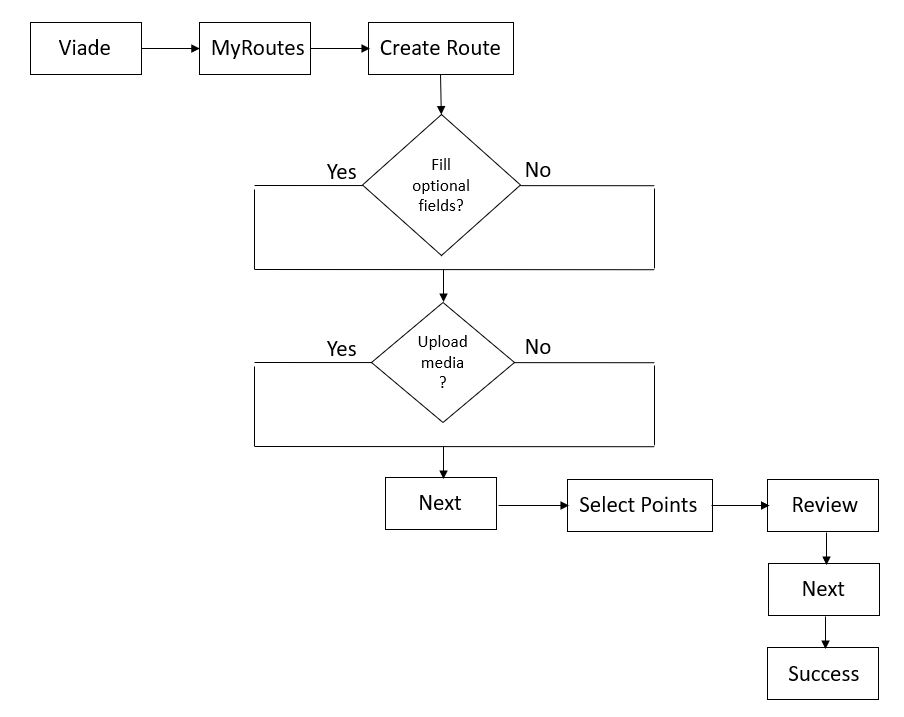 Viade
MyRoutes
Create Route
Fill
optional
fields?
Yes
No
Upload
media
?
Yes
No
Next
Select Points
Review
Next
Success